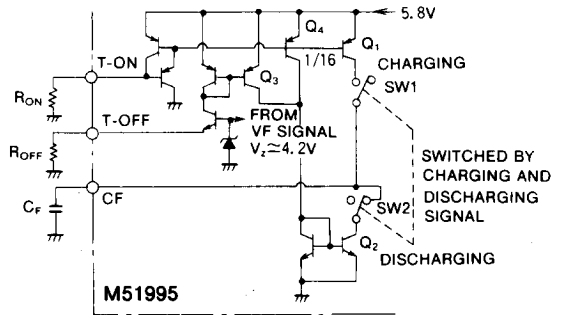 5.8V
Q4
Q1
T-ON
1/16
CHARGING
SW1
RON
Q3
T-OFF
FROM
VF SIGNAL
Vz≃4.2V
ROFF
SWITCHED BY
CHARGING AND
DISCHARGING
SIGNAL
CF
SW2
CF
Q2
DISCHARGING
M51995